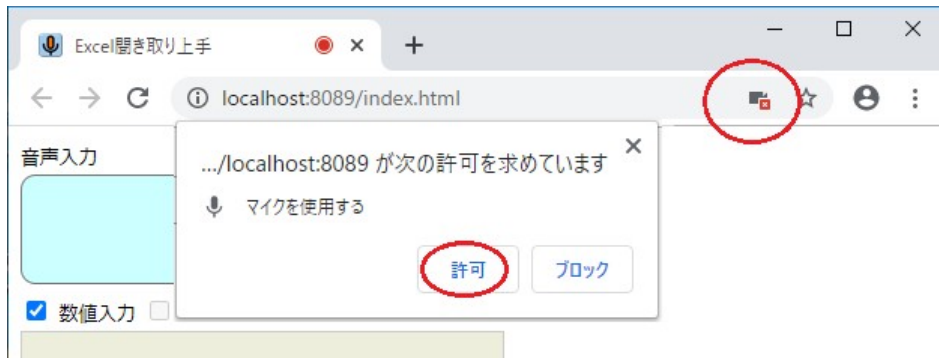 Excel聞き取り上手
localhost:8089/index.html
音声入力
.../localhost:8089 が次の許可を求めています
マイクを使用する
許可
ブロック
数値入力